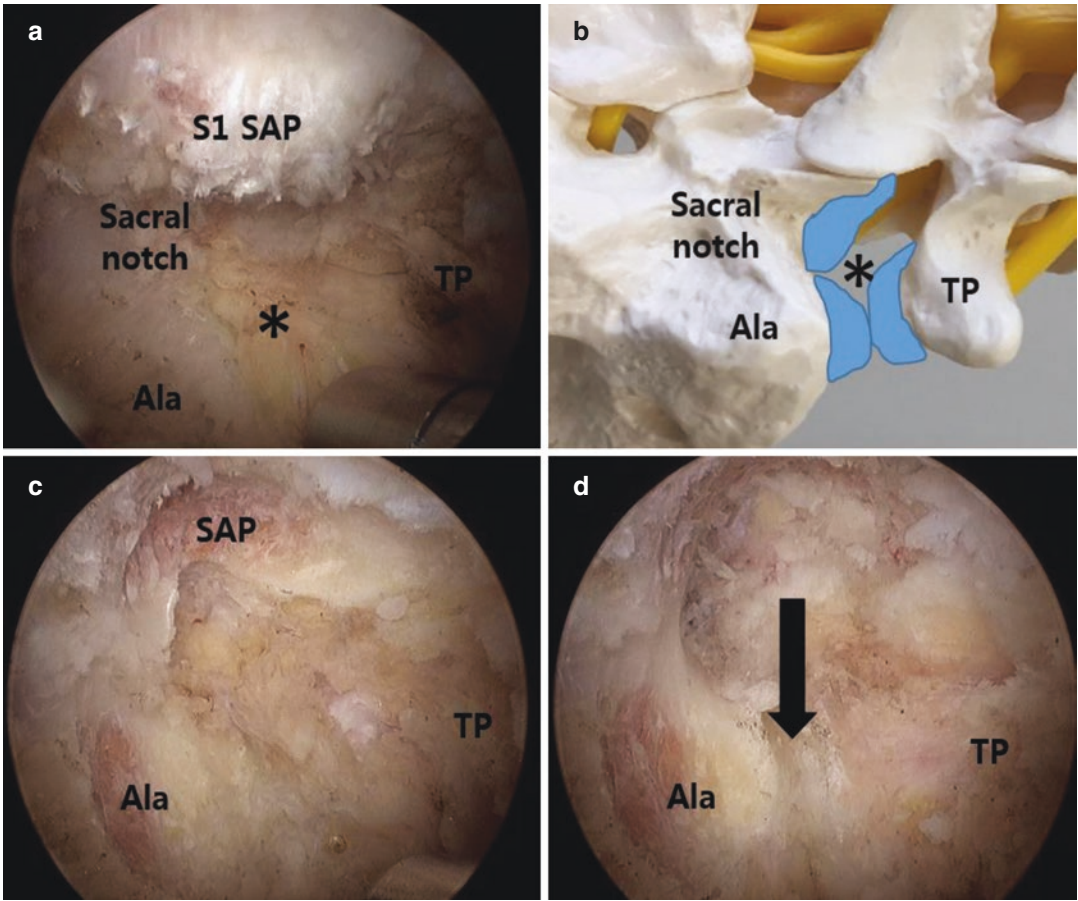 a
S1 SAP
Sacral
notch
TP
*
Ala
b
Sacral
notch
*
TP
Ala
c
SAP
TP
Ala
d
TP
Ala